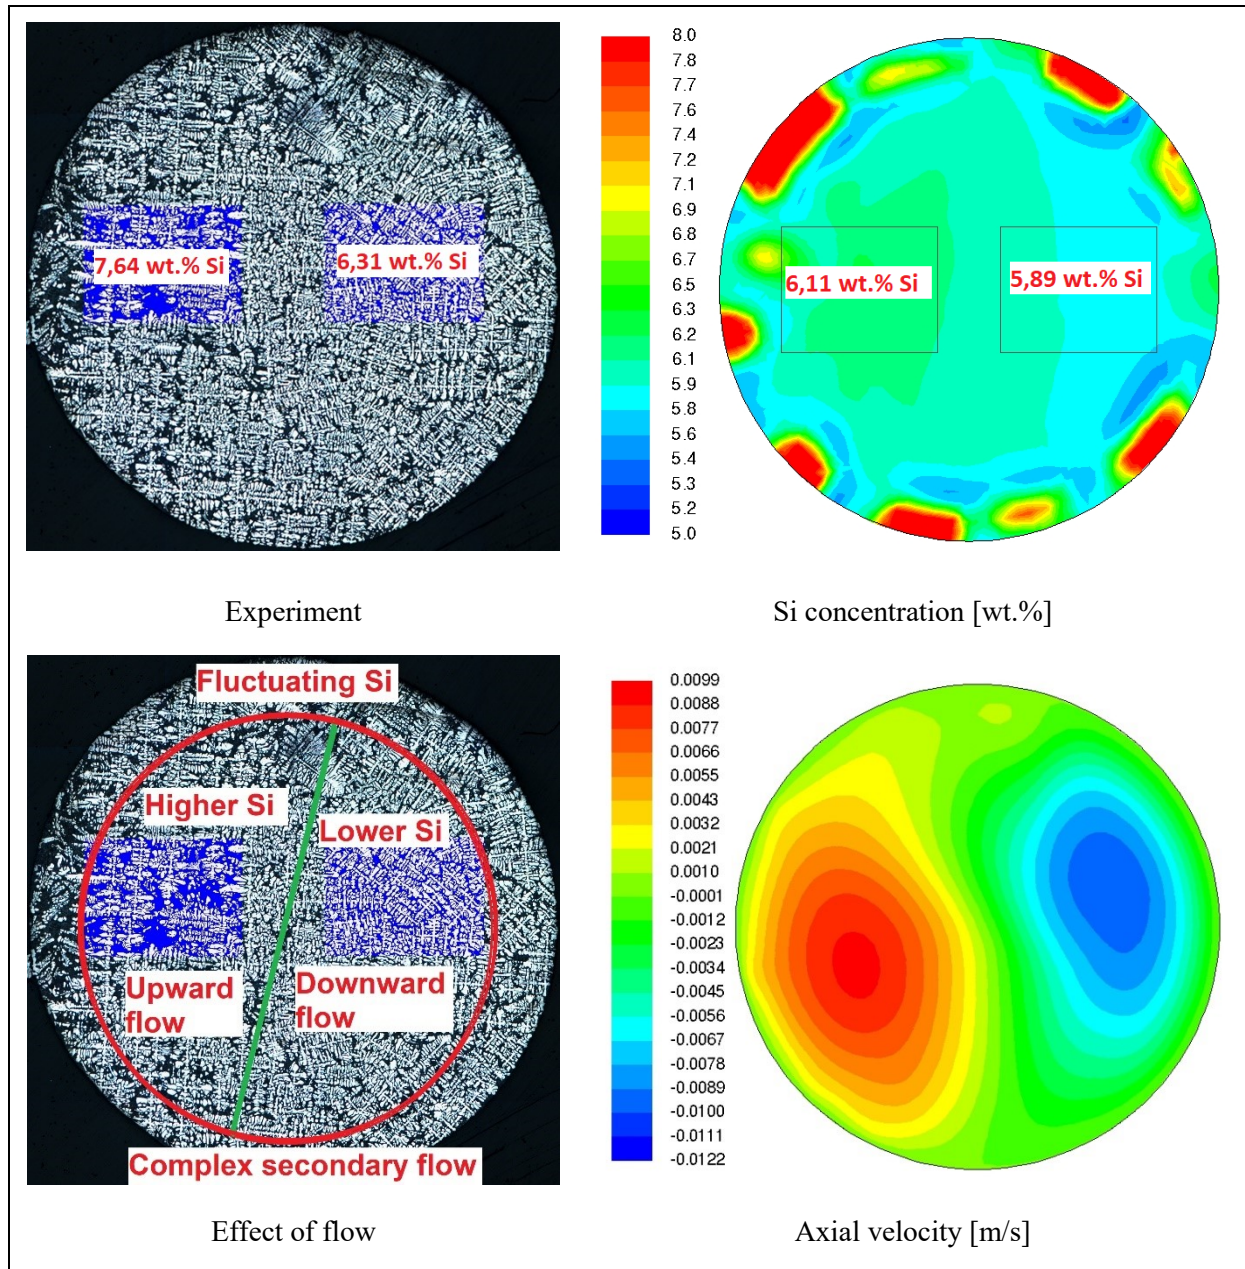 7,64 wt.% Si
6,31 wt.% Si
8.0
7.8
7.7
7.6
7.4
7.2
7.1
6.9
6.8
6.7
6.5
6.3
6.2
6.1
5.9
5.8
5.6
5.4
5.3
5.2
5.0
6,11 wt.% Si
5,89 wt.% Si
Experiment
Si concentration [wt.%]
Fluctuating Si
Higher Si
Lower Si
Upward
flow
Downward
flow
Complex secondary flow
0.0099
0.0088
0.0077
0.0066
0.0055
0.0043
0.0032
0.0021
0.0010
-0.0001
-0.0012
-0.0023
-0.0034
-0.0045
-0.0056
-0.0067
-0.0078
-0.0089
-0.0100
-0.0111
-0.0122
Effect of flow
Axial velocity [m/s]